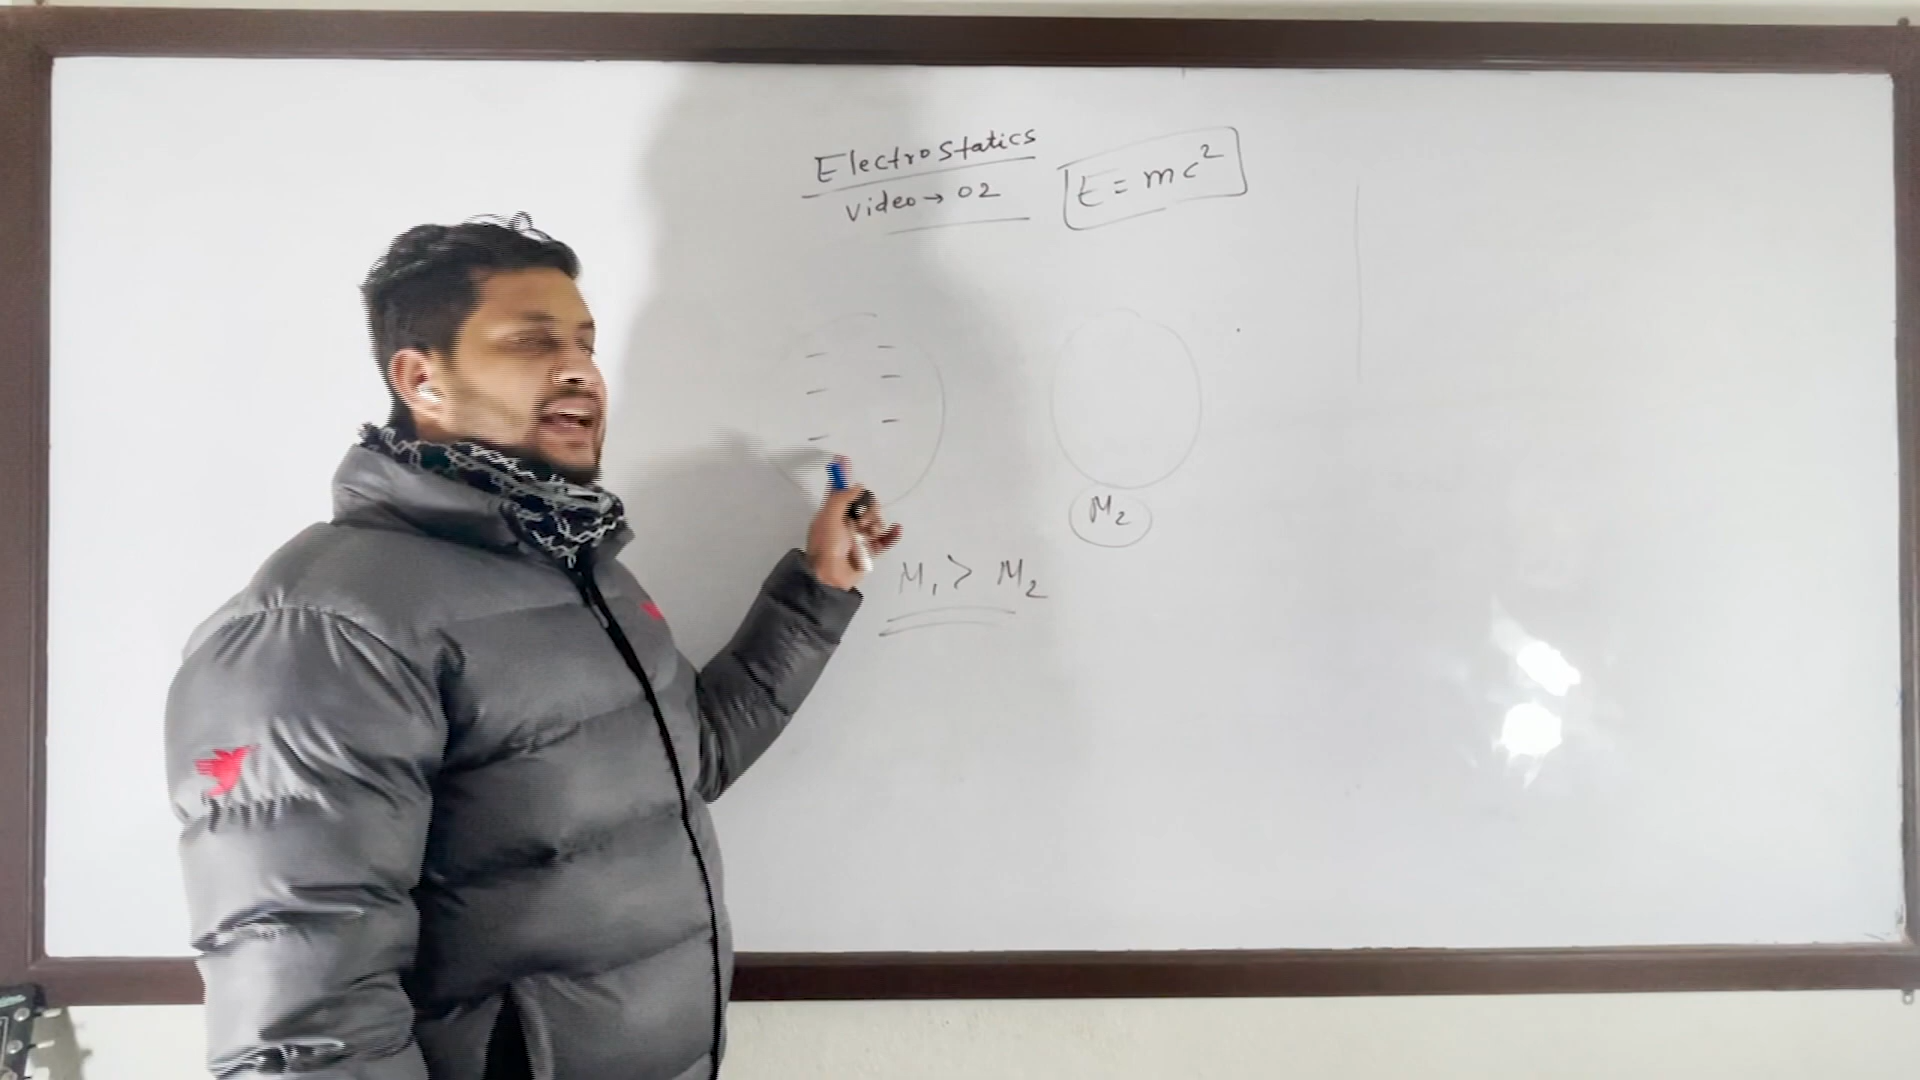 Electrostatics
Video → 02
E = mc²
M₂
M₁ > M₂